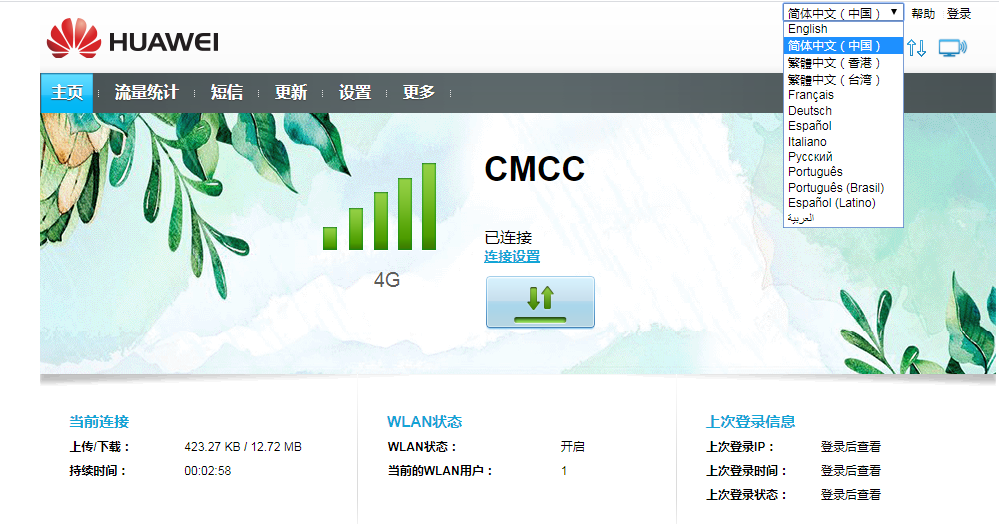 简体中文（中国） 帮助 登录
HUAWEI
English
简体中文（中国）
繁體中文（香港）
繁體中文（台湾）
Français
Deutsch
Español
Italiano
Русский
Português
Português (Brasil)
Español (Latino)
العربية
主页 流量统计 短信 更新 设置 更多
CMCC
已连接
连接设置
4G
当前连接
上传/下载： 423.27 KB / 12.72 MB
持续时间： 00:02:58
WLAN状态
WLAN状态： 开启
当前的WLAN用户： 1
上次登录信息
上次登录IP： 登录后查看
上次登录时间： 登录后查看
上次登录状态： 登录后查看